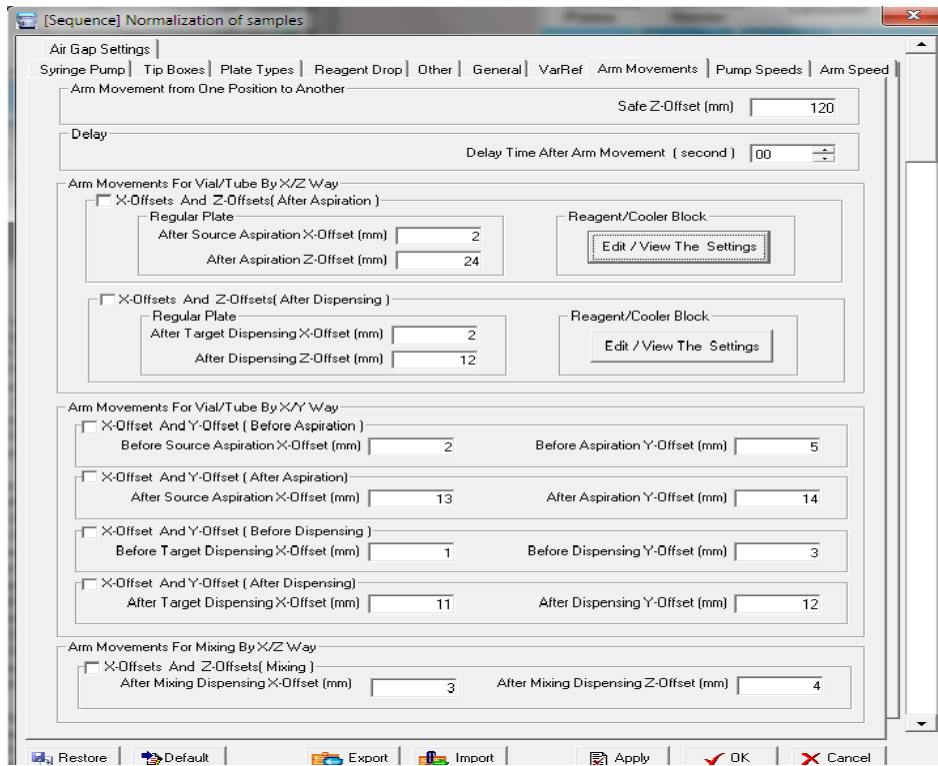 [Sequence] Normalization of samples
Air Gap Settings
Syringe Pump Tip Boxes Plate Types Reagent Drop Other General VarRef Arm Movements Pump Speeds Arm Speed
Arm Movement from One Position to Another
Safe Z-Offset (mm) 120
Delay
Delay Time After Arm Movement ( second ) 00
Arm Movements For Vial/Tube By X/Z Way
X-Offsets And Z-Offsets( After Aspiration )
Regular Plate Reagent/Cooler Block
After Source Aspiration X-Offset (mm) 2
Edit / View The Settings
After Aspiration Z-Offset (mm) 24
X-Offsets And Z-Offsets( After Dispensing )
Regular Plate Reagent/Cooler Block
After Target Dispensing X-Offset (mm) 2
Edit / View The Settings
After Dispensing Z-Offset (mm) 12
Arm Movements For Vial/Tube By X/Y Way
X-Offset And Y-Offset ( Before Aspiration )
Before Source Aspiration X-Offset (mm) 2 Before Aspiration Y-Offset (mm) 5
X-Offset And Y-Offset ( After Aspiration)
After Source Aspiration X-Offset (mm) 13 After Aspiration Y-Offset (mm) 14
X-Offset And Y-Offset ( Before Dispensing )
Before Target Dispensing X-Offset (mm) 1 Before Dispensing Y-Offset (mm) 3
X-Offset And Y-Offset ( After Dispensing)
After Target Dispensing X-Offset (mm) 11 After Dispensing Y-Offset (mm) 12
Arm Movements For Mixing By X/Z Way
X-Offsets And Z-Offsets( Mixing )
After Mixing Dispensing X-Offset (mm) 3 After Mixing Dispensing Z-Offset (mm) 4
Restore Default Export Import Apply OK Cancel